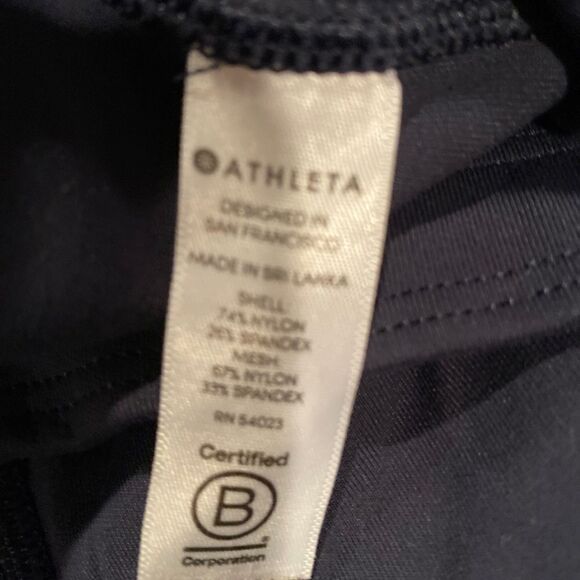 ATHLETA
DESIGNED IN
SAN FRANCISCO
MADE IN SRI LANKA
SHELL:
74% NYLON
26% SPANDEX
MESH:
67% NYLON
33% SPANDEX
RN 54023
Certified
B
Corporation